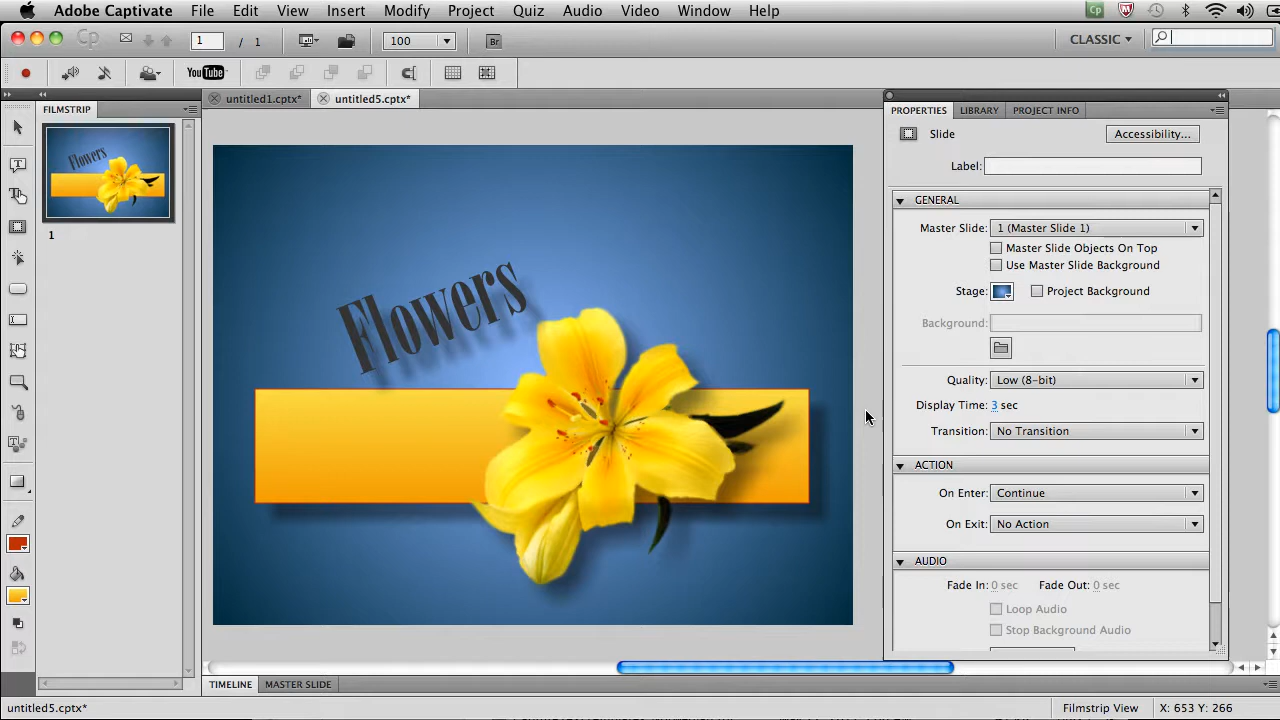 Adobe Captivate File Edit View Insert Modify Project Quiz Audio Video Window Help
Cp 1 / 1 100 Br CLASSIC
YouTube
FILMSTRIP untitled1.cptx* untitled5.cptx* PROPERTIES LIBRARY PROJECT INFO
Slide Accessibility...
Label:
GENERAL
Master Slide: 1 (Master Slide 1)
Master Slide Objects On Top
Use Master Slide Background
Stage: Project Background
Background:
Quality: Low (8-bit)
Display Time: 3 sec
Transition: No Transition
ACTION
On Enter: Continue
On Exit: No Action
AUDIO
Fade In: 0 sec Fade Out: 0 sec
Loop Audio
Stop Background Audio
Flowers
Flowers
1
TIMELINE MASTER SLIDE
untitled5.cptx* Filmstrip View X: 653 Y: 266